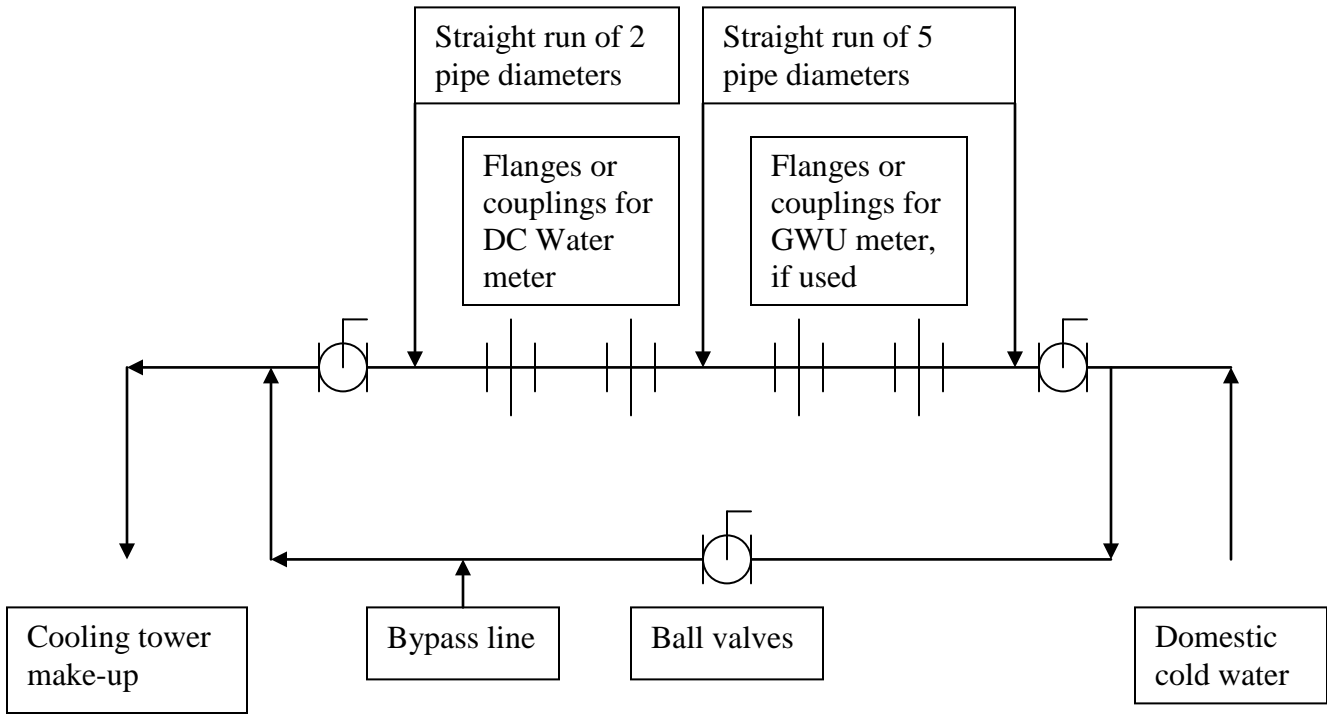 Straight run of 2
pipe diameters
Straight run of 5
pipe diameters
Flanges or
couplings for
DC Water
meter
Flanges or
couplings for
GWU meter,
if used
Cooling tower
make-up
Bypass line
Ball valves
Domestic
cold water